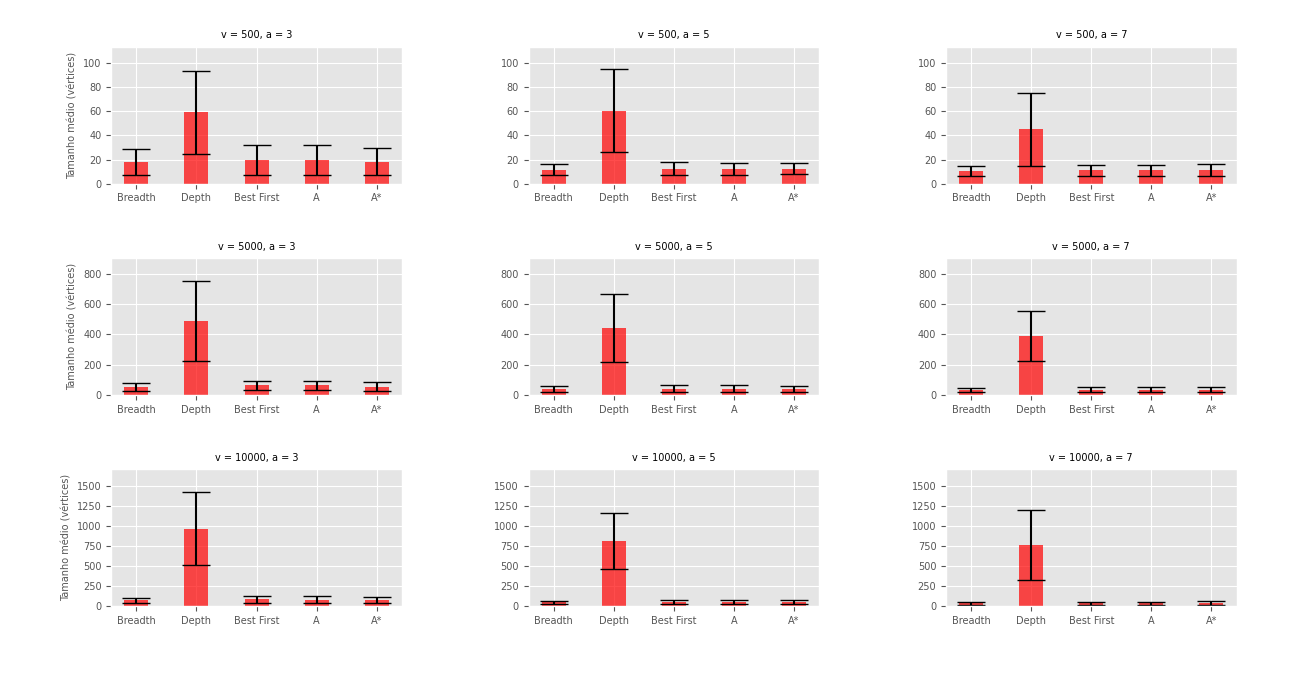 v = 500, a = 3
v = 500, a = 5
v = 500, a = 7
Tamanho médio (vértices)
100
80
60
40
20
0
Breadth Depth Best First A A*
100
80
60
40
20
0
Breadth Depth Best First A A*
100
80
60
40
20
0
Breadth Depth Best First A A*
v = 5000, a = 3
v = 5000, a = 5
v = 5000, a = 7
Tamanho médio (vértices)
800
600
400
200
0
Breadth Depth Best First A A*
800
600
400
200
0
Breadth Depth Best First A A*
800
600
400
200
0
Breadth Depth Best First A A*
v = 10000, a = 3
v = 10000, a = 5
v = 10000, a = 7
Tamanho médio (vértices)
1500
1250
1000
750
500
250
0
Breadth Depth Best First A A*
1500
1250
1000
750
500
250
0
Breadth Depth Best First A A*
1500
1250
1000
750
500
250
0
Breadth Depth Best First A A*